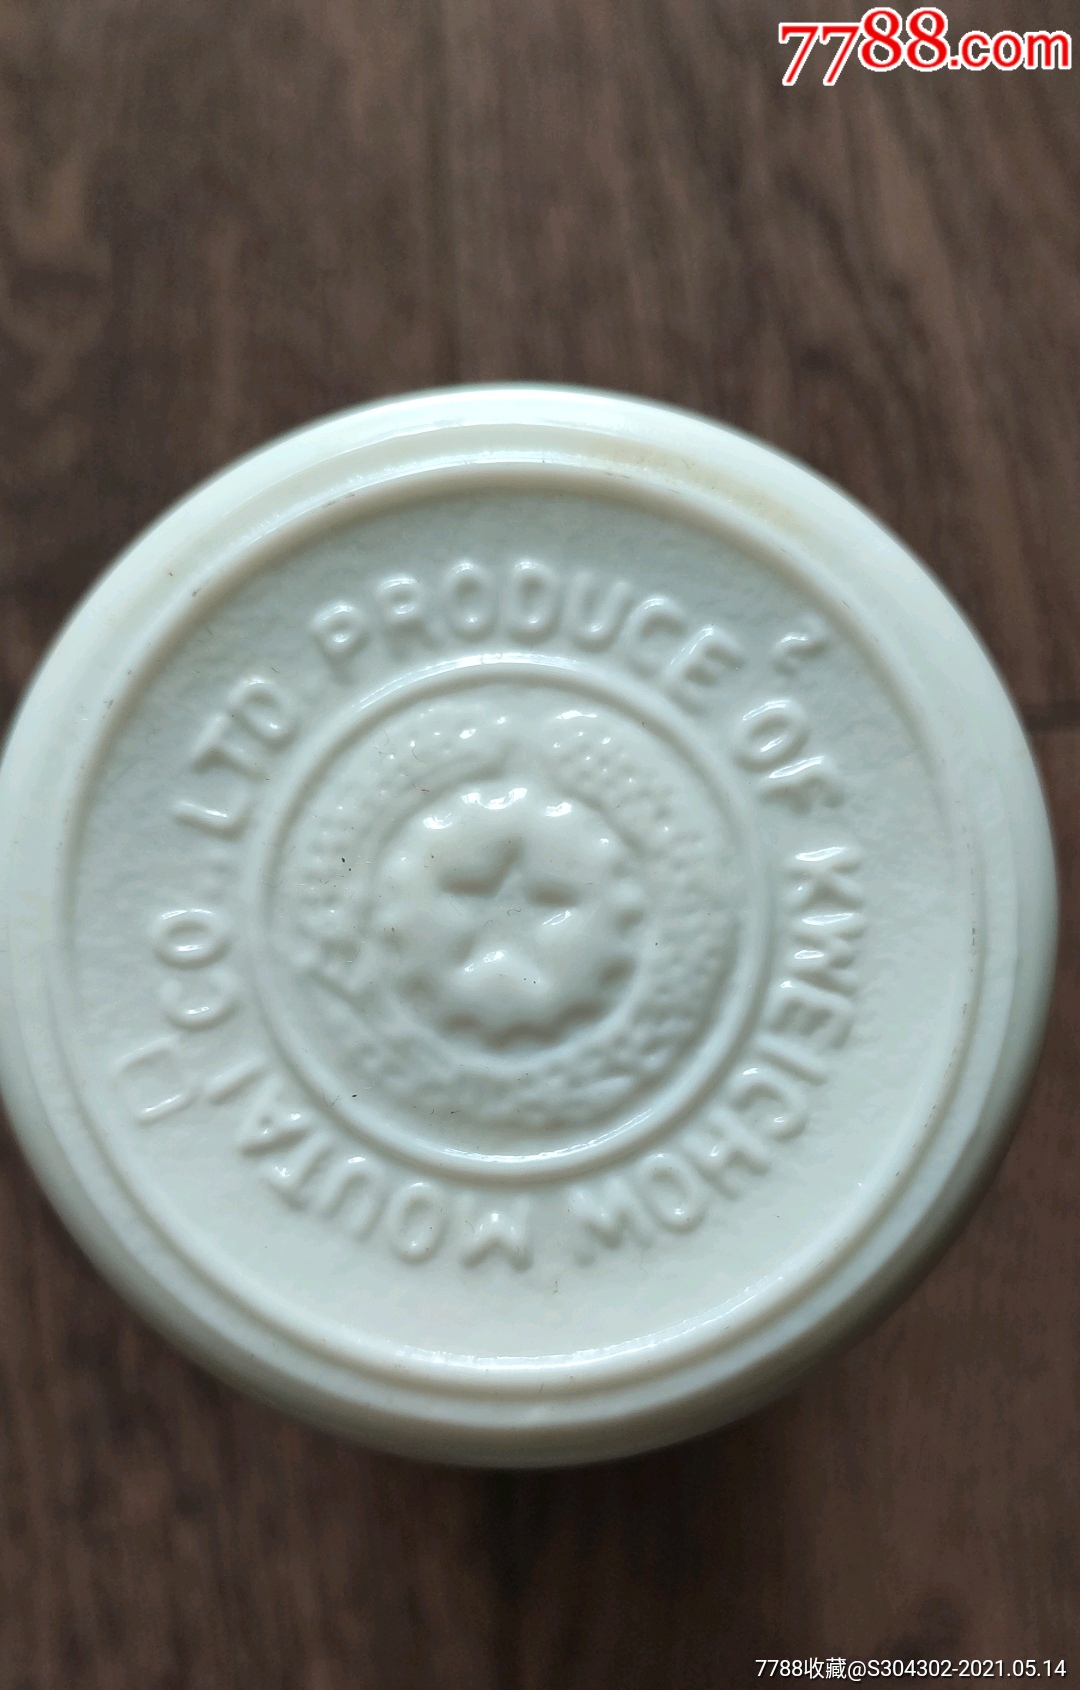 7788.com
PRODUCE OF KWEICHOW MOUTAI CO.,LTD
7788收藏@S304302-2021.05.14